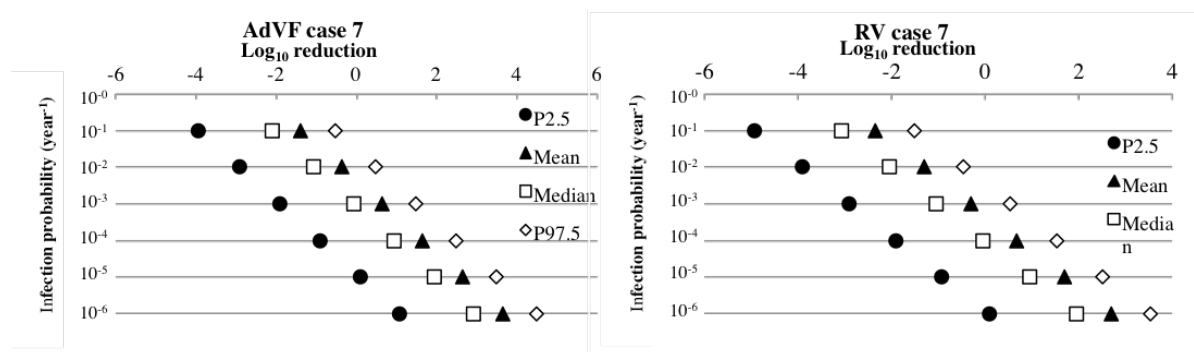 AdVF case 7
Log10 reduction
-6 -4 -2 0 2 4 6
Infection probability (year-1)
10-0
10-1
10-2
10-3
10-4
10-5
10-6
P2.5
Mean
Median
P97.5
RV case 7
Log10 reduction
-6 -4 -2 0 2 4
Infection probability (year-1)
10-0
10-1
10-2
10-3
10-4
10-5
10-6
P2.5
Mean
Media
n